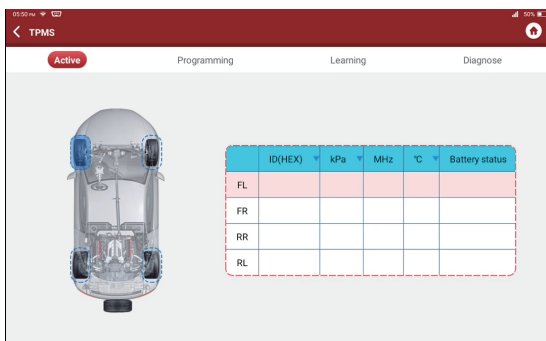 05:50 PM 50%
TPMS
Active Programming Learning Diagnose
ID(HEX) kPa MHz ℃ Battery status
FL
FR
RR
RL